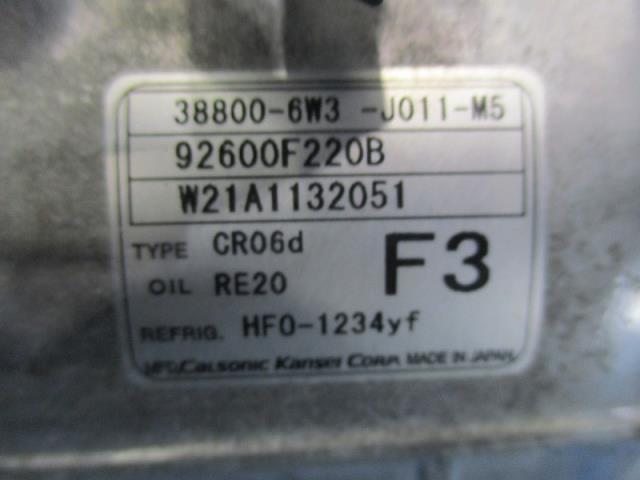 38800-6W3 -J011-M5
92600F220B
W21A1132051
TYPE CR06d
F3
OIL RE20
REFRIG. HFO-1234yf
MFD. CALSONIC KANSEI CORP. MADE IN JAPAN